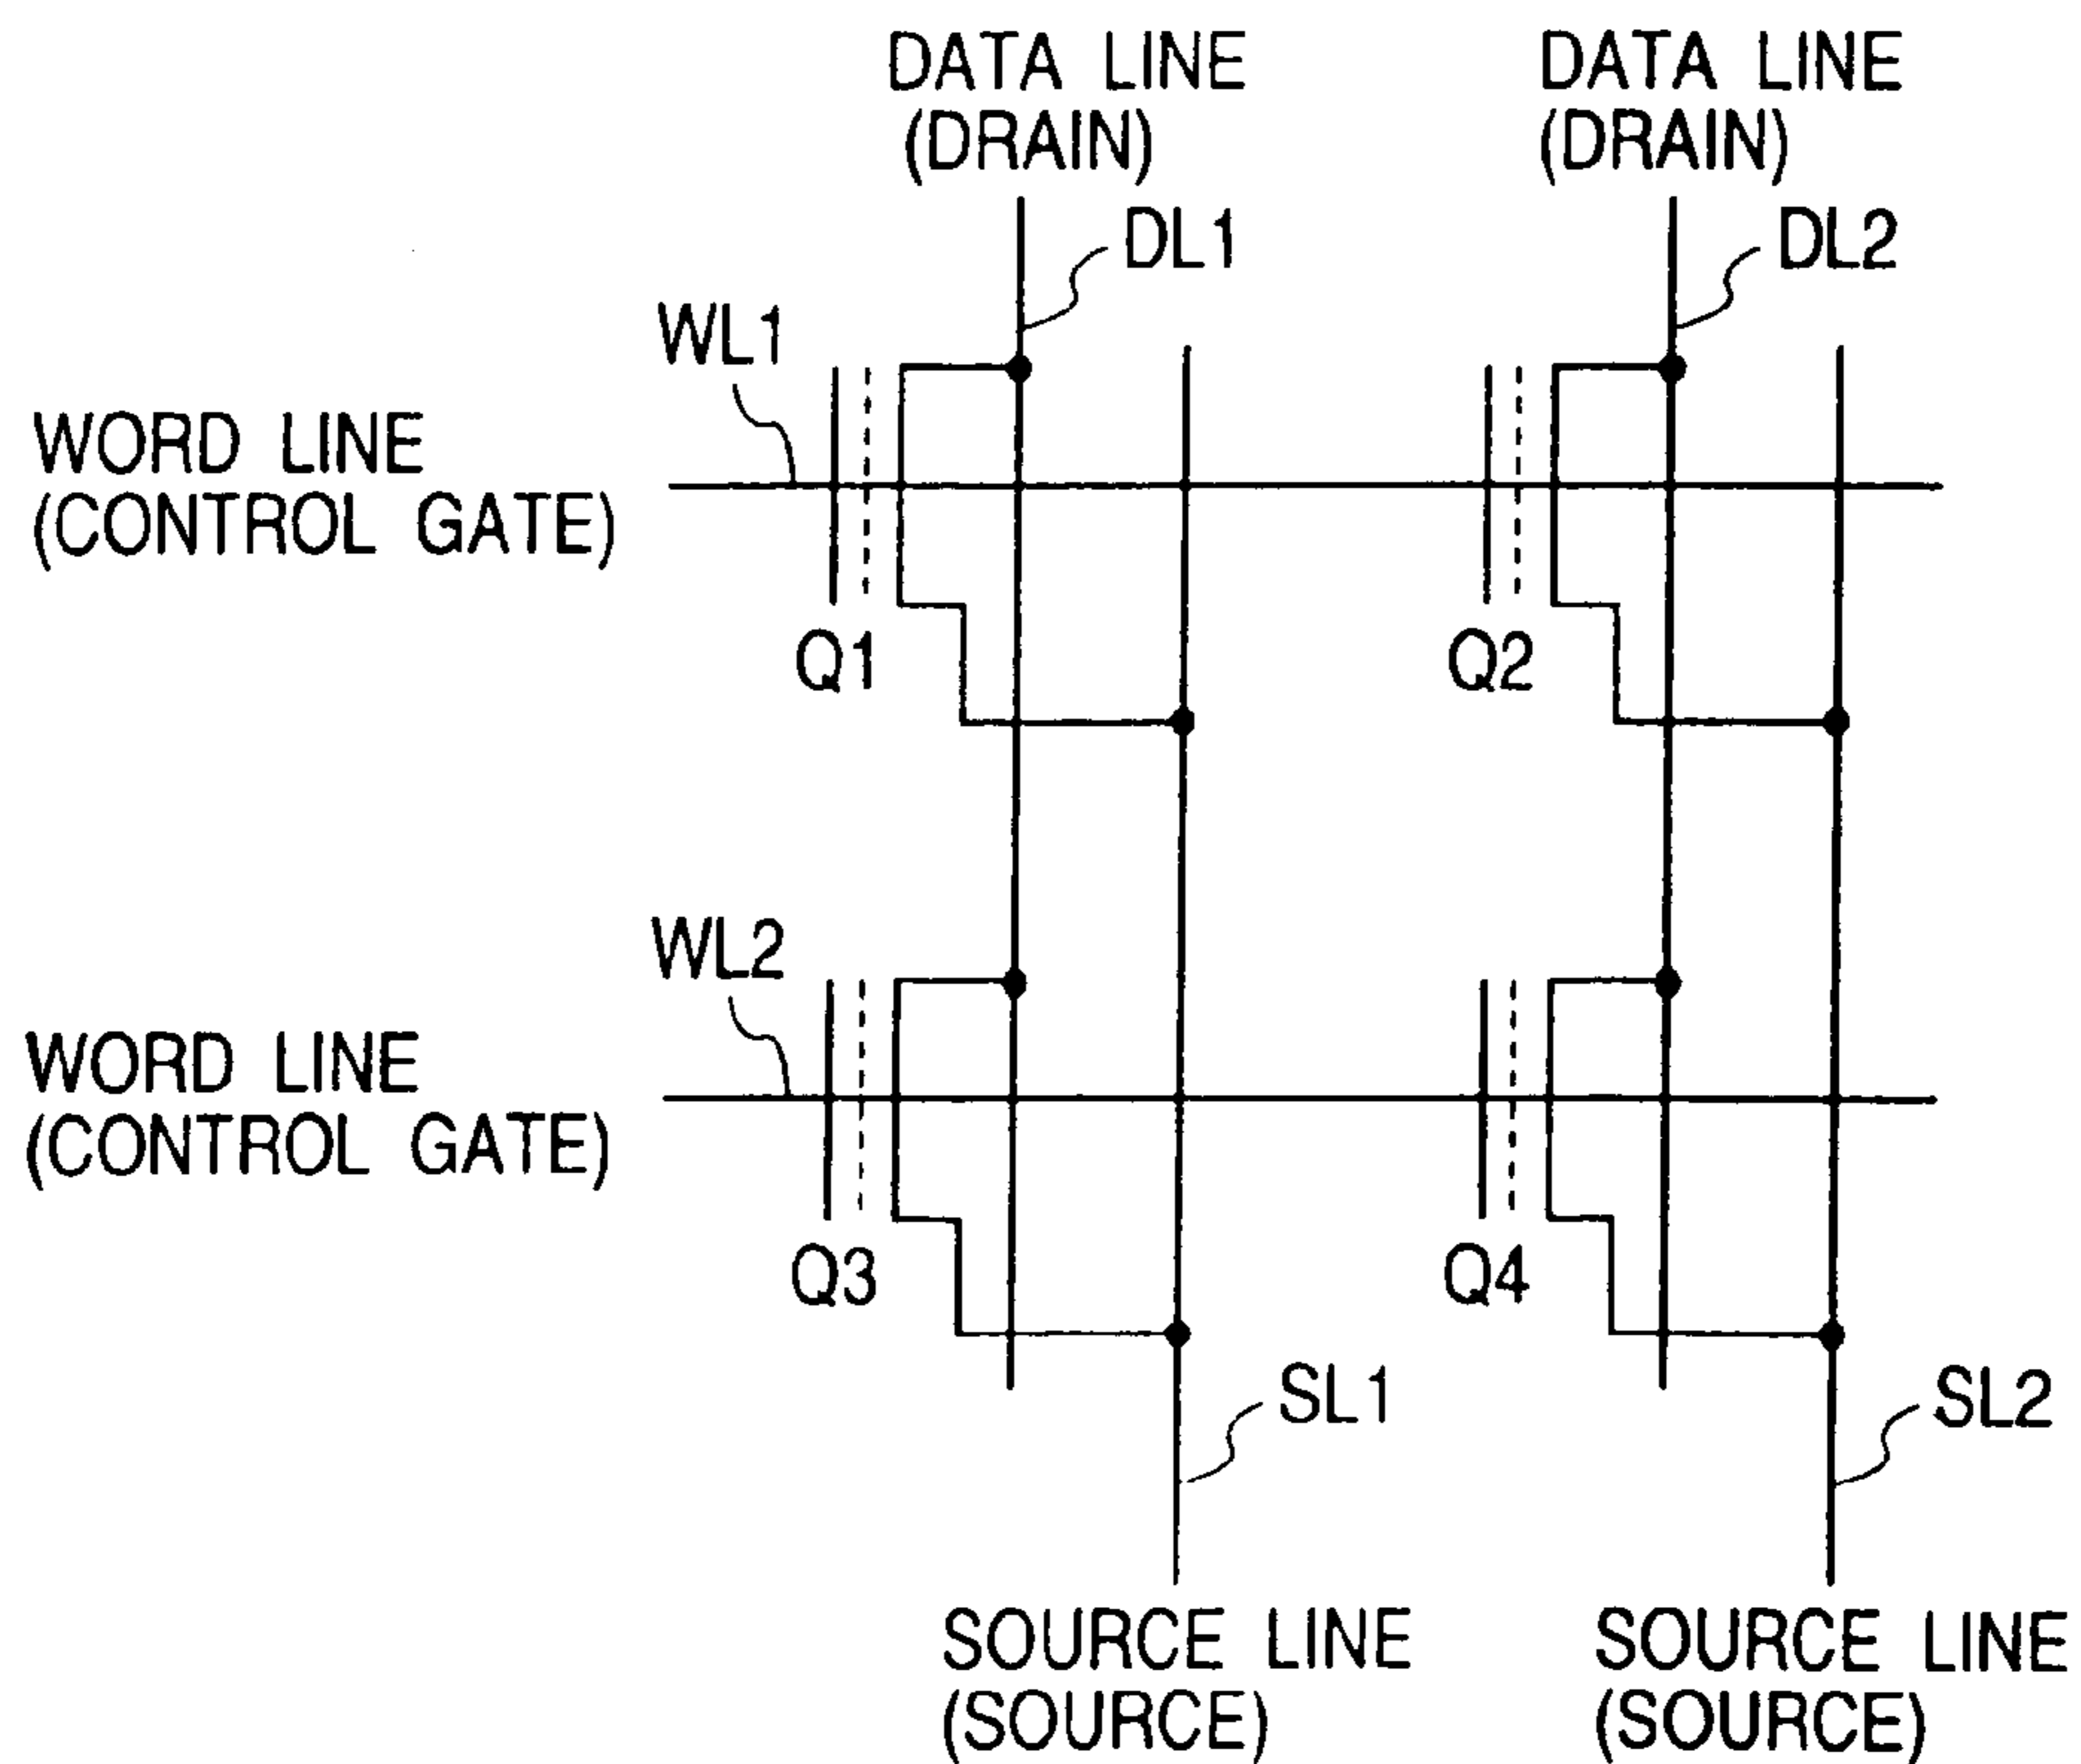 DATA LINE
(DRAIN)
DATA LINE
(DRAIN)
DL1
DL2
WL1
WORD LINE
(CONTROL GATE)
Q1
Q2
WL2
WORD LINE
(CONTROL GATE)
Q3
Q4
SL1
SL2
SOURCE LINE
(SOURCE)
SOURCE LINE
(SOURCE)